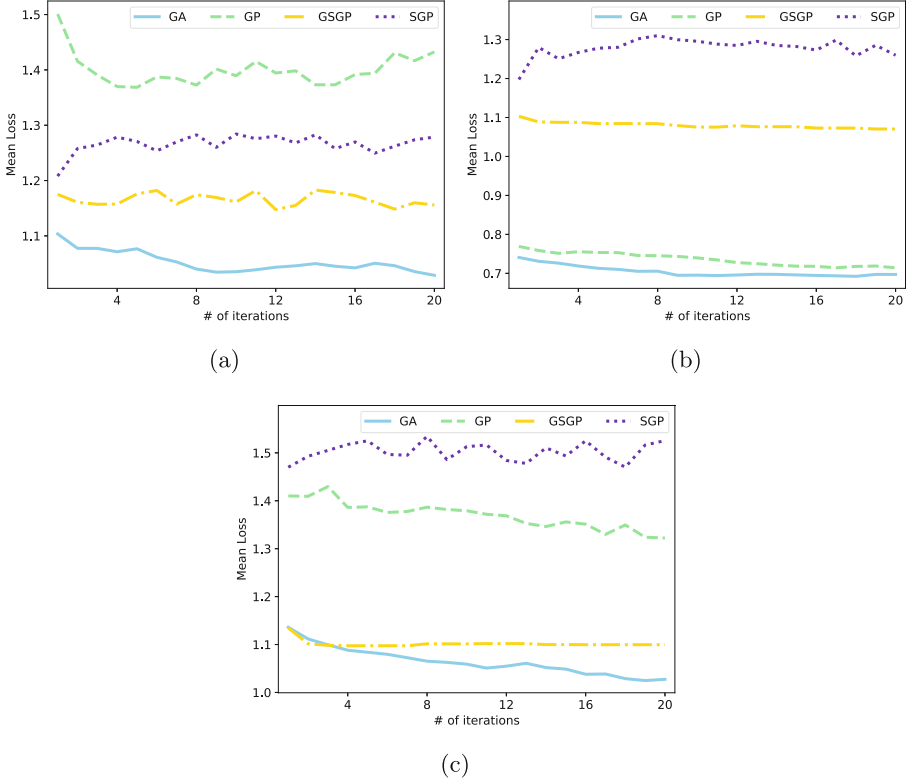 GA GP GSGP SGP
1.5
1.4
1.3
1.2
1.1
Mean Loss
4 8 12 16 20
# of iterations
(a)
GA GP GSGP SGP
1.3
1.2
1.1
1.0
0.9
0.8
0.7
Mean Loss
4 8 12 16 20
# of iterations
(b)
GA GP GSGP SGP
1.5
1.4
1.3
1.2
1.1
1.0
Mean Loss
4 8 12 16 20
# of iterations
(c)